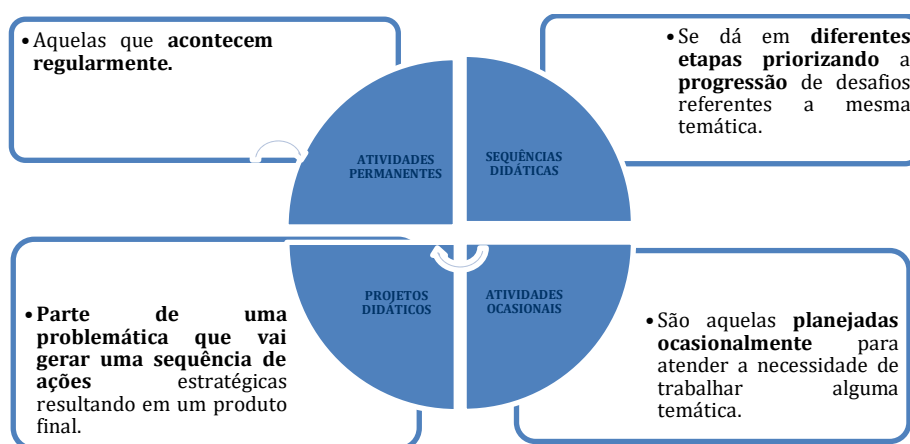 • Aquelas que acontecem
regularmente.
• Se dá em diferentes
etapas priorizando a
progressão de desafios
referentes a mesma
temática.
ATIVIDADES
PERMANENTES
SEQUÊNCIAS
DIDÁTICAS
PROJETOS
DIDÁTICOS
ATIVIDADES
OCASIONAIS
• Parte de uma
problemática que vai
gerar uma sequência de
ações estratégicas
resultando em um produto
final.
• São aquelas planejadas
ocasionalmente para
atender a necessidade de
trabalhar alguma
temática.